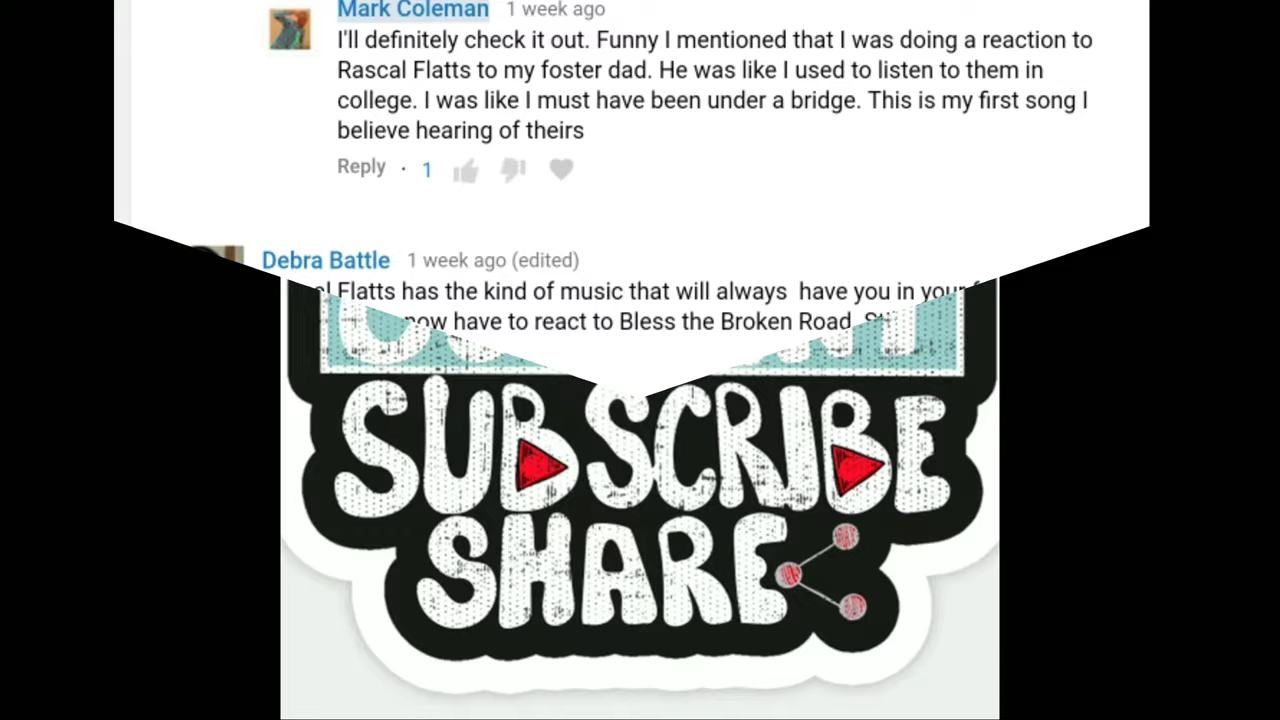 Mark Coleman 1 week ago
I'll definitely check it out. Funny I mentioned that I was doing a reaction to
Rascal Flatts to my foster dad. He was like I used to listen to them in
college. I was like I must have been under a bridge. This is my first song I
believe hearing of theirs
Reply · 1
Debra Battle 1 week ago (edited)
Flatts has the kind of music that will always have you in your
now have to react to Bless the Broken Road
SUBSCRIBE
SHARE